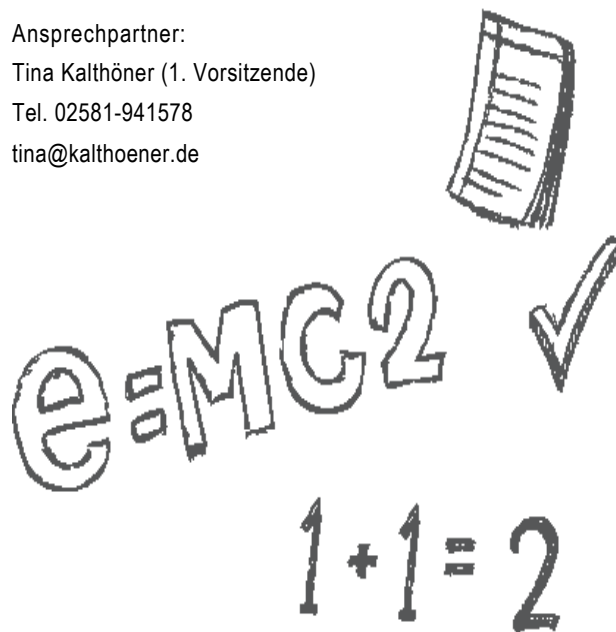 Ansprechpartner:
Tina Kalthöner (1. Vorsitzende)
Tel. 02581-941578
tina@kalthoener.de
e=MC2
1+1=2